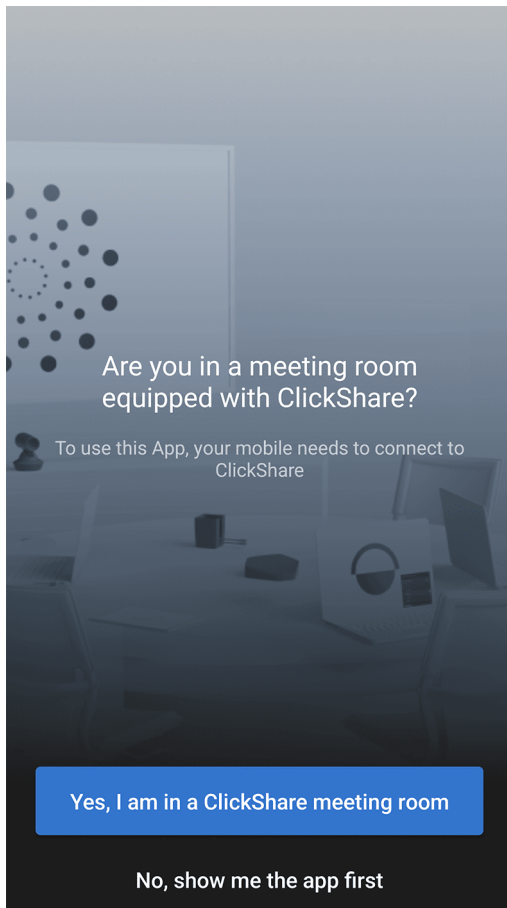 Are you in a meeting room
equipped with ClickShare?
To use this App, your mobile needs to connect to
ClickShare
Yes, I am in a ClickShare meeting room
No, show me the app first